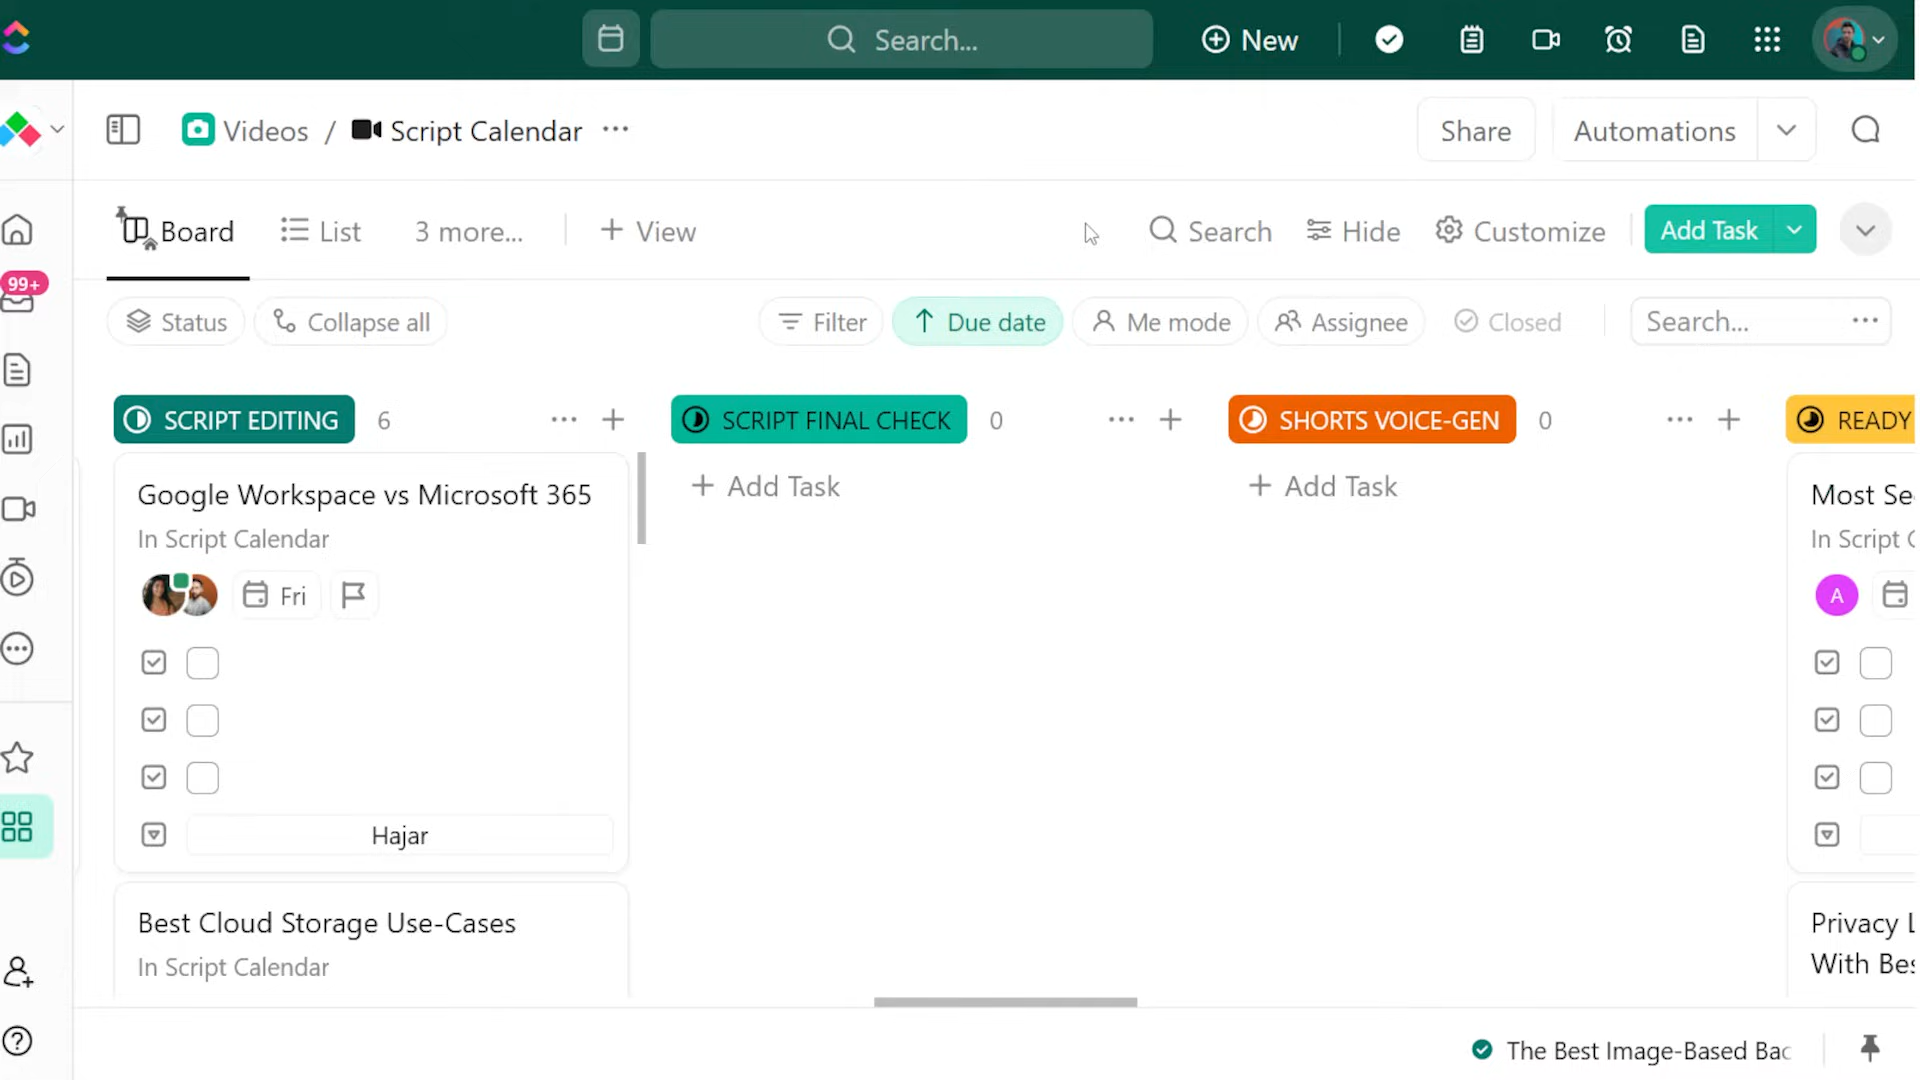 Search...
New
Videos / Script Calendar
Share
Automations
Board
List
3 more...
+ View
Search
Hide
Customize
Add Task
99+
Status
Collapse all
Filter
Due date
Me mode
Assignee
Closed
Search...
SCRIPT EDITING 6
SCRIPT FINAL CHECK 0
SHORTS VOICE-GEN 0
READY
Google Workspace vs Microsoft 365
In Script Calendar
Fri
Hajar
Best Cloud Storage Use-Cases
In Script Calendar
+ Add Task
+ Add Task
Most
In Script
A
Privacy
With
The Best Image-Based